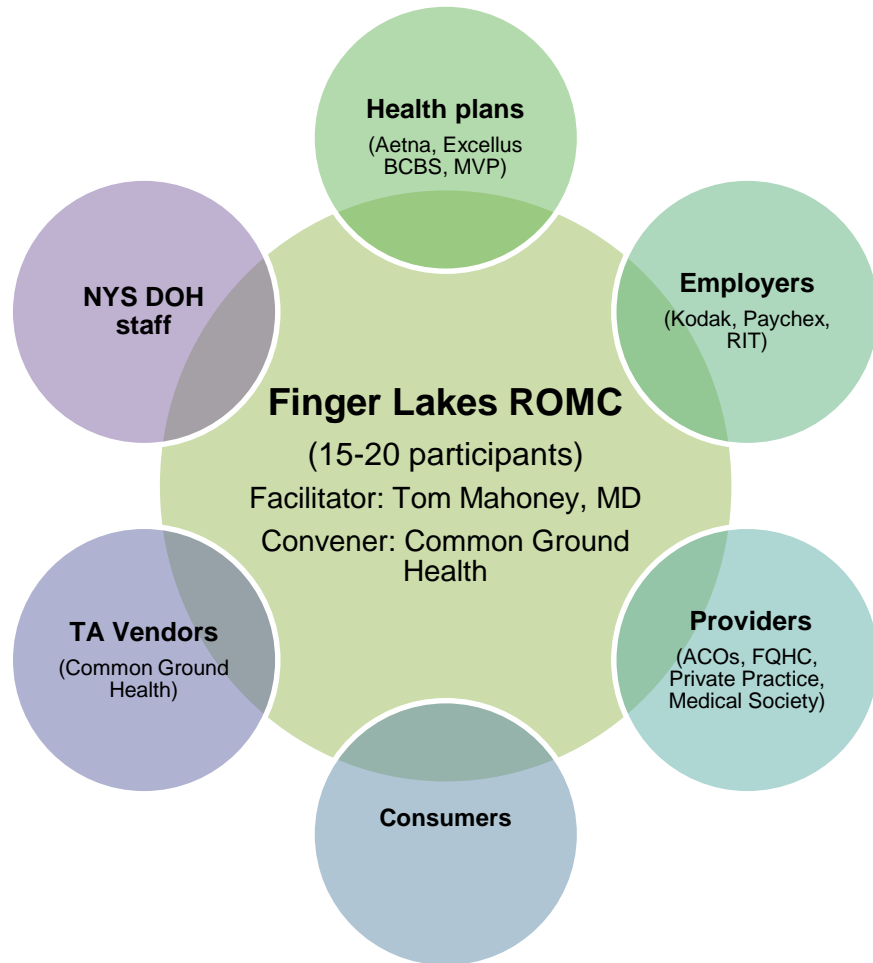 Health plans
(Aetna, Excellus
BCBS, MVP)
NYS DOH
staff
Employers
(Kodak, Paychex,
RIT)
Finger Lakes ROMC
(15-20 participants)
Facilitator: Tom Mahoney, MD
Convener: Common Ground
Health
TA Vendors
(Common Ground
Health)
Providers
(ACOs, FQHC,
Private Practice,
Medical Society)
Consumers